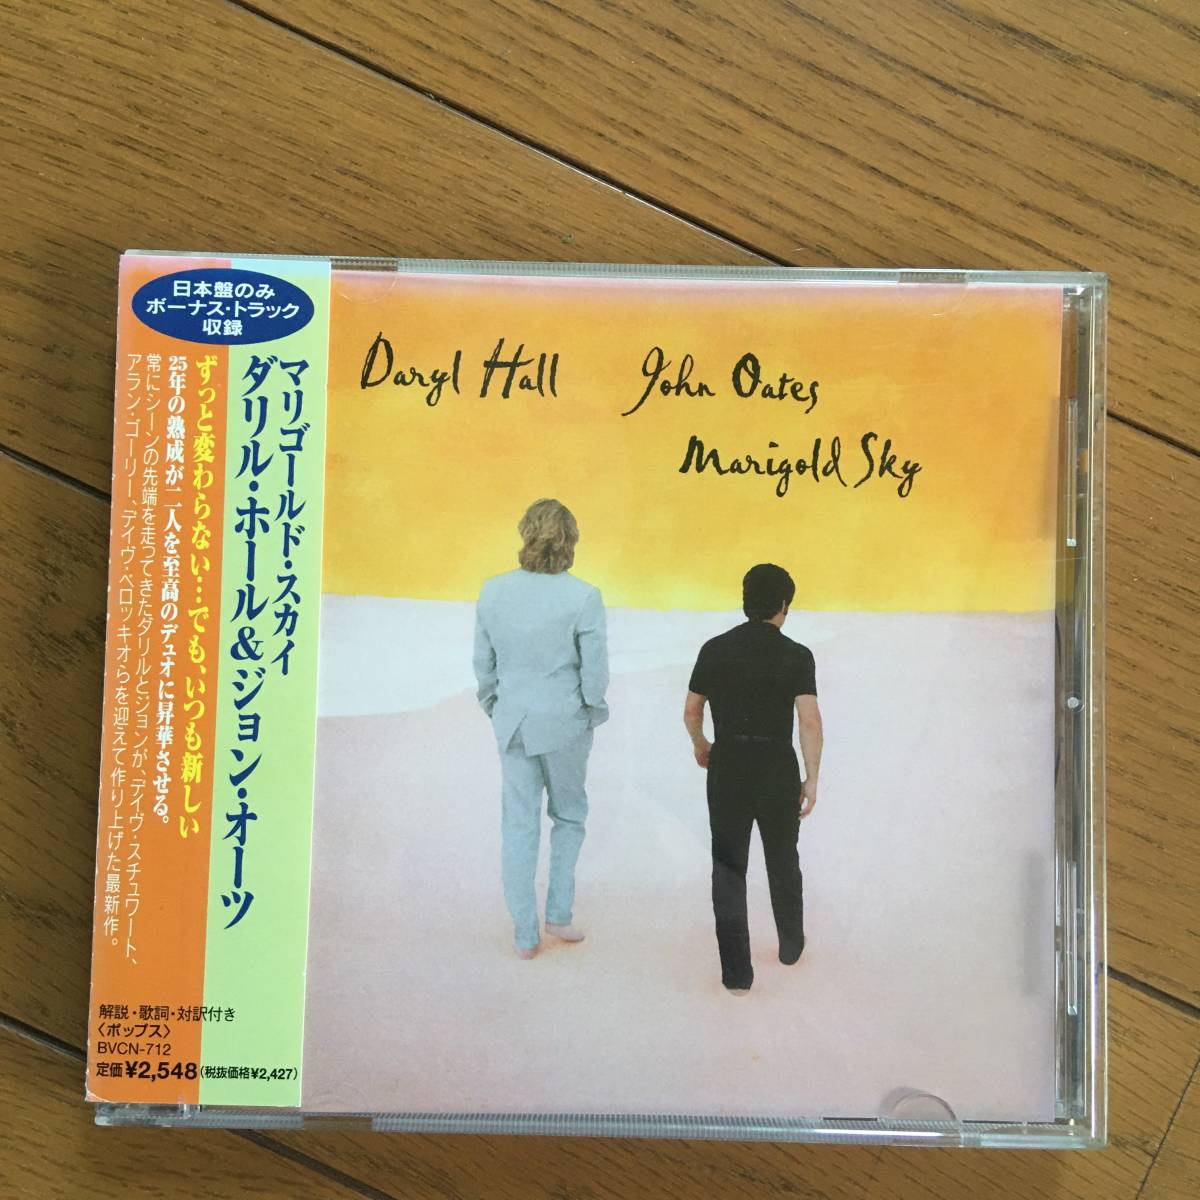 日本盤のみ
ボーナス・トラック
収録
マリゴールド・スカイ
ダリル・ホール&ジョン・オーツ
ずっと変わらない…でも、いつも新しい
25年の熟成が二人を至高のデュオに昇華させる。
常にシーンの先端を走ってきたダリルとジョンが、デイヴ・スチュワート、
アラン・ゴーリー、デイヴ・ベロッキオらを迎えて作り上げた最新作。
解説・歌詞・対訳付き
〈ポップス〉
BVCN-712
定価¥2,548(税抜価格¥2,427)
Daryl Hall John Oates
Marigold Sky